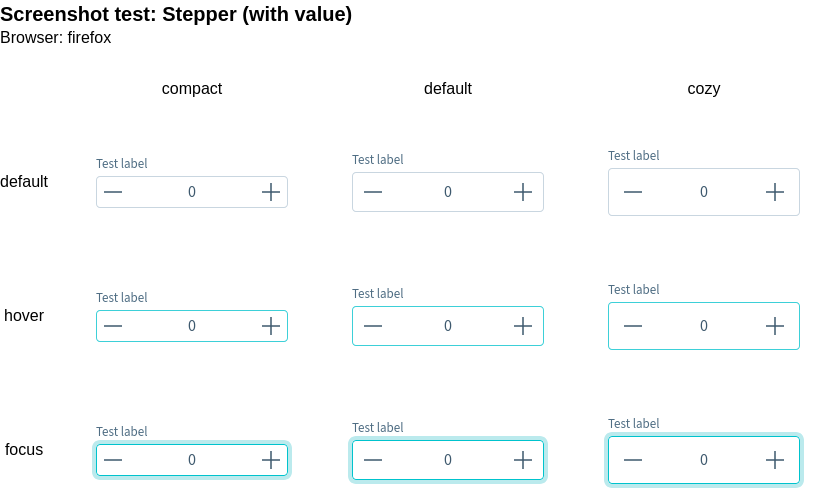 Screenshot test: Stepper (with value)
Browser: firefox
compact default cozy
Test label Test label Test label
default 0 0 0
Test label Test label Test label
hover 0 0 0
Test label Test label Test label
focus 0 0 0